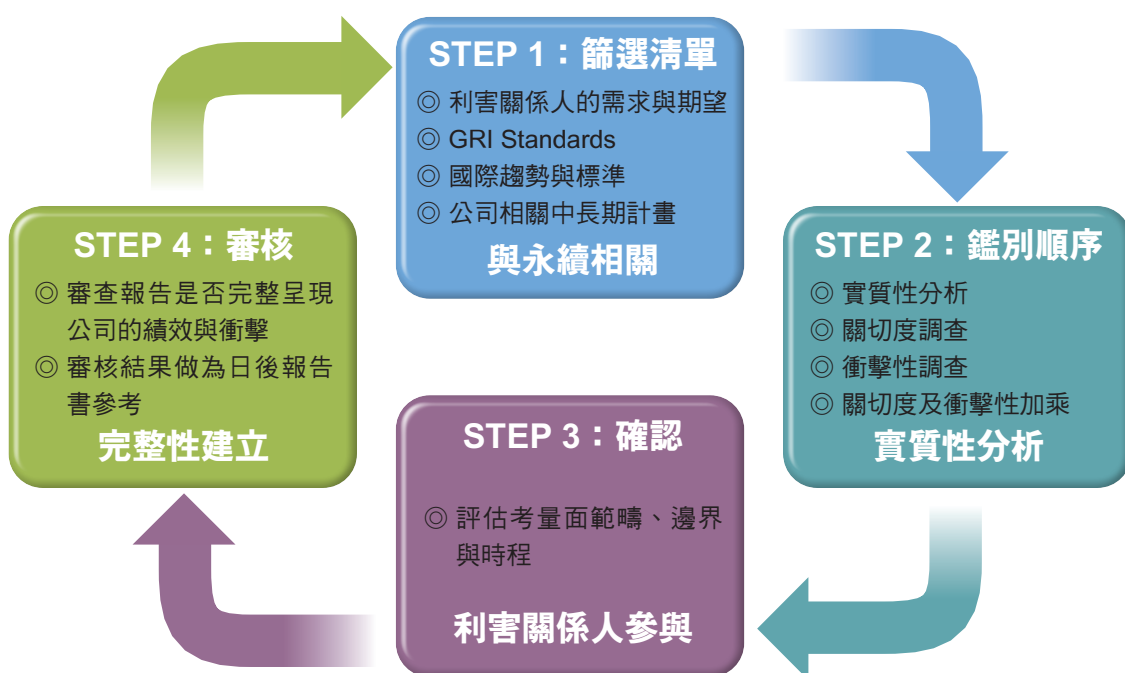 STEP 1：篩選清單
◎ 利害關係人的需求與期望
◎ GRI Standards
◎ 國際趨勢與標準
◎ 公司相關中長期計畫
與永續相關
STEP 2：鑑別順序
◎ 實質性分析
◎ 關切度調查
◎ 衝擊性調查
◎ 關切度及衝擊性加乘
實質性分析
STEP 3：確認
◎ 評估考量面範疇、邊界
與時程
利害關係人參與
STEP 4：審核
◎ 審查報告是否完整呈現
公司的績效與衝擊
◎ 審核結果做為日後報告
書參考
完整性建立